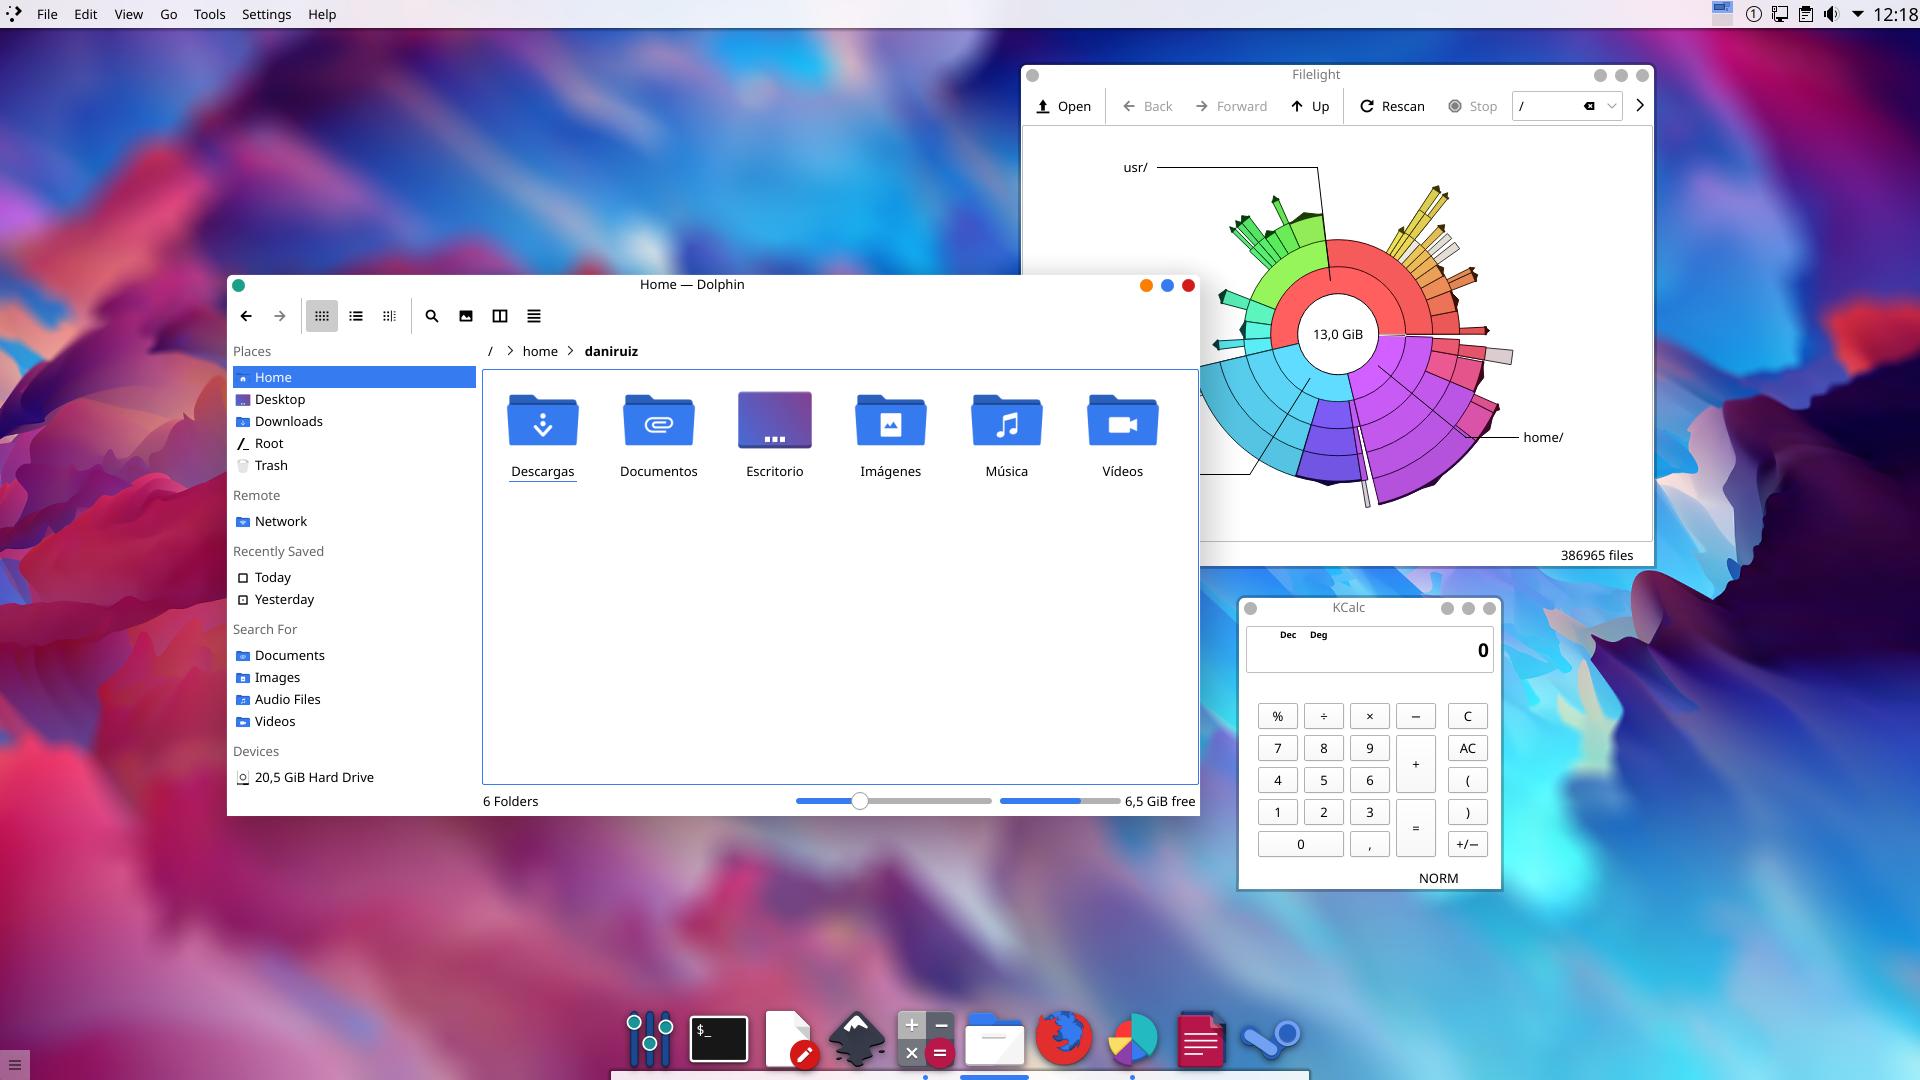 File Edit View Go Tools Settings Help
1
12:18
Filelight
Open Back Forward Up Rescan Stop /
usr/
13,0 GiB
home/
386965 files
Home — Dolphin
/ home daniruiz
Places
Home
Desktop
Downloads
Root
Trash
Remote
Network
Recently Saved
Today
Yesterday
Search For
Documents
Images
Audio Files
Videos
Devices
20,5 GiB Hard Drive
Descargas Documentos Escritorio Imágenes Música Vídeos
6 Folders 6,5 GiB free
KCalc
Dec Deg
0
% ÷ × − C
7 8 9 + AC
4 5 6 (
1 2 3 = )
0 , +/−
NORM
$_
+ −
× =